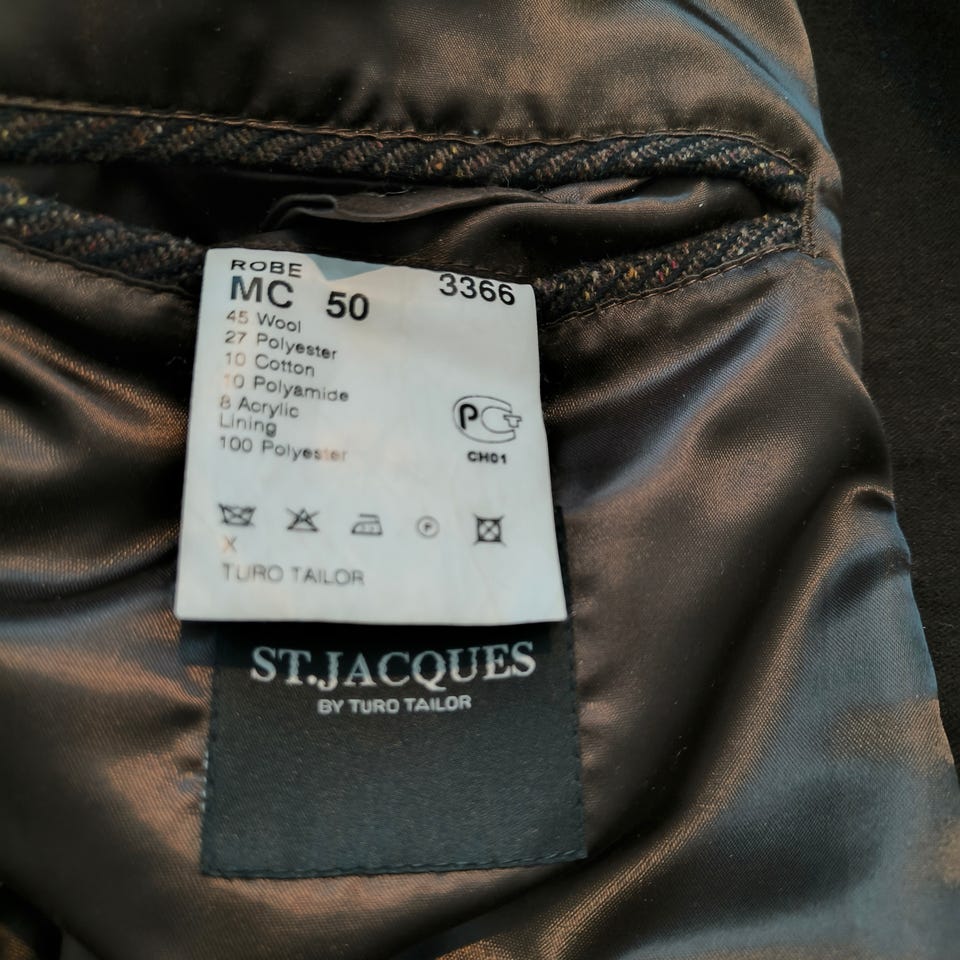 ROBE
MC 50 3366
45 Wool
27 Polyester
10 Cotton
10 Polyamide
8 Acrylic
Lining
100 Polyester
PCT
CH01
P
X
TURO TAILOR
ST.JACQUES
BY TURO TAILOR